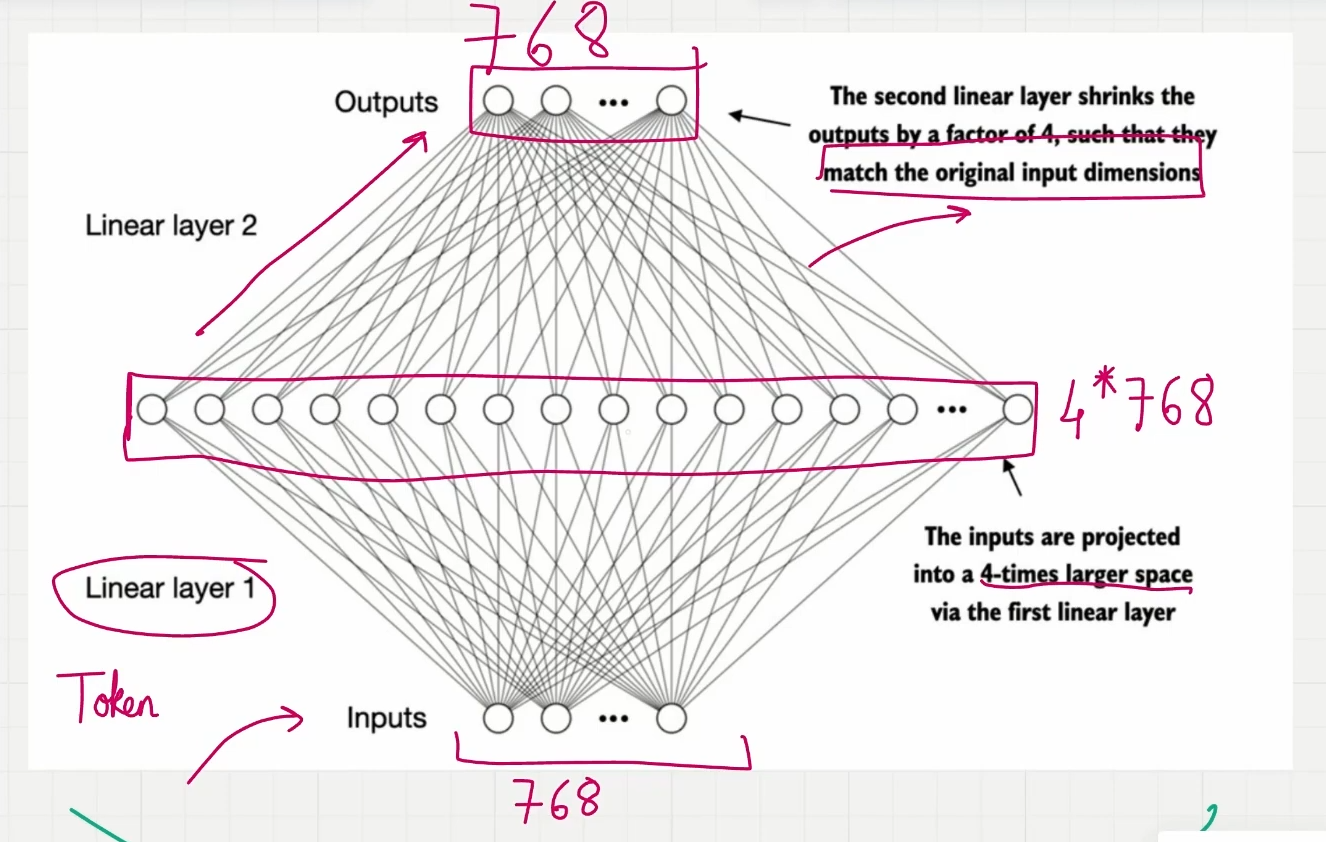 768
Outputs
The second linear layer shrinks the
outputs by a factor of 4, such that they
match the original input dimensions
Linear layer 2
4*768
The inputs are projected
into a 4-times larger space
via the first linear layer
Linear layer 1
Token
Inputs
768